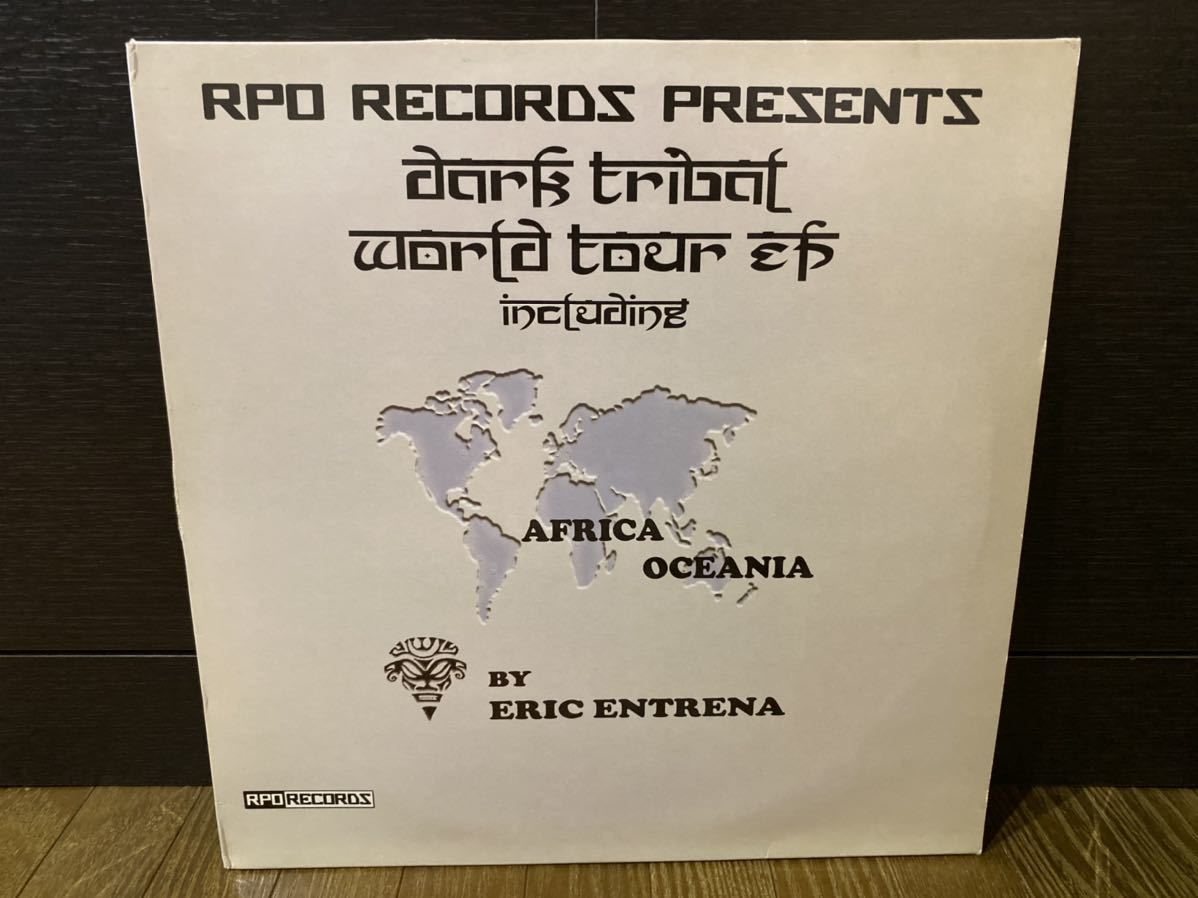 RPO RECORDS PRESENTS
dark tribal
world tour ep
including
AFRICA
OCEANIA
BY
ERIC ENTRENA
RPO RECORDS